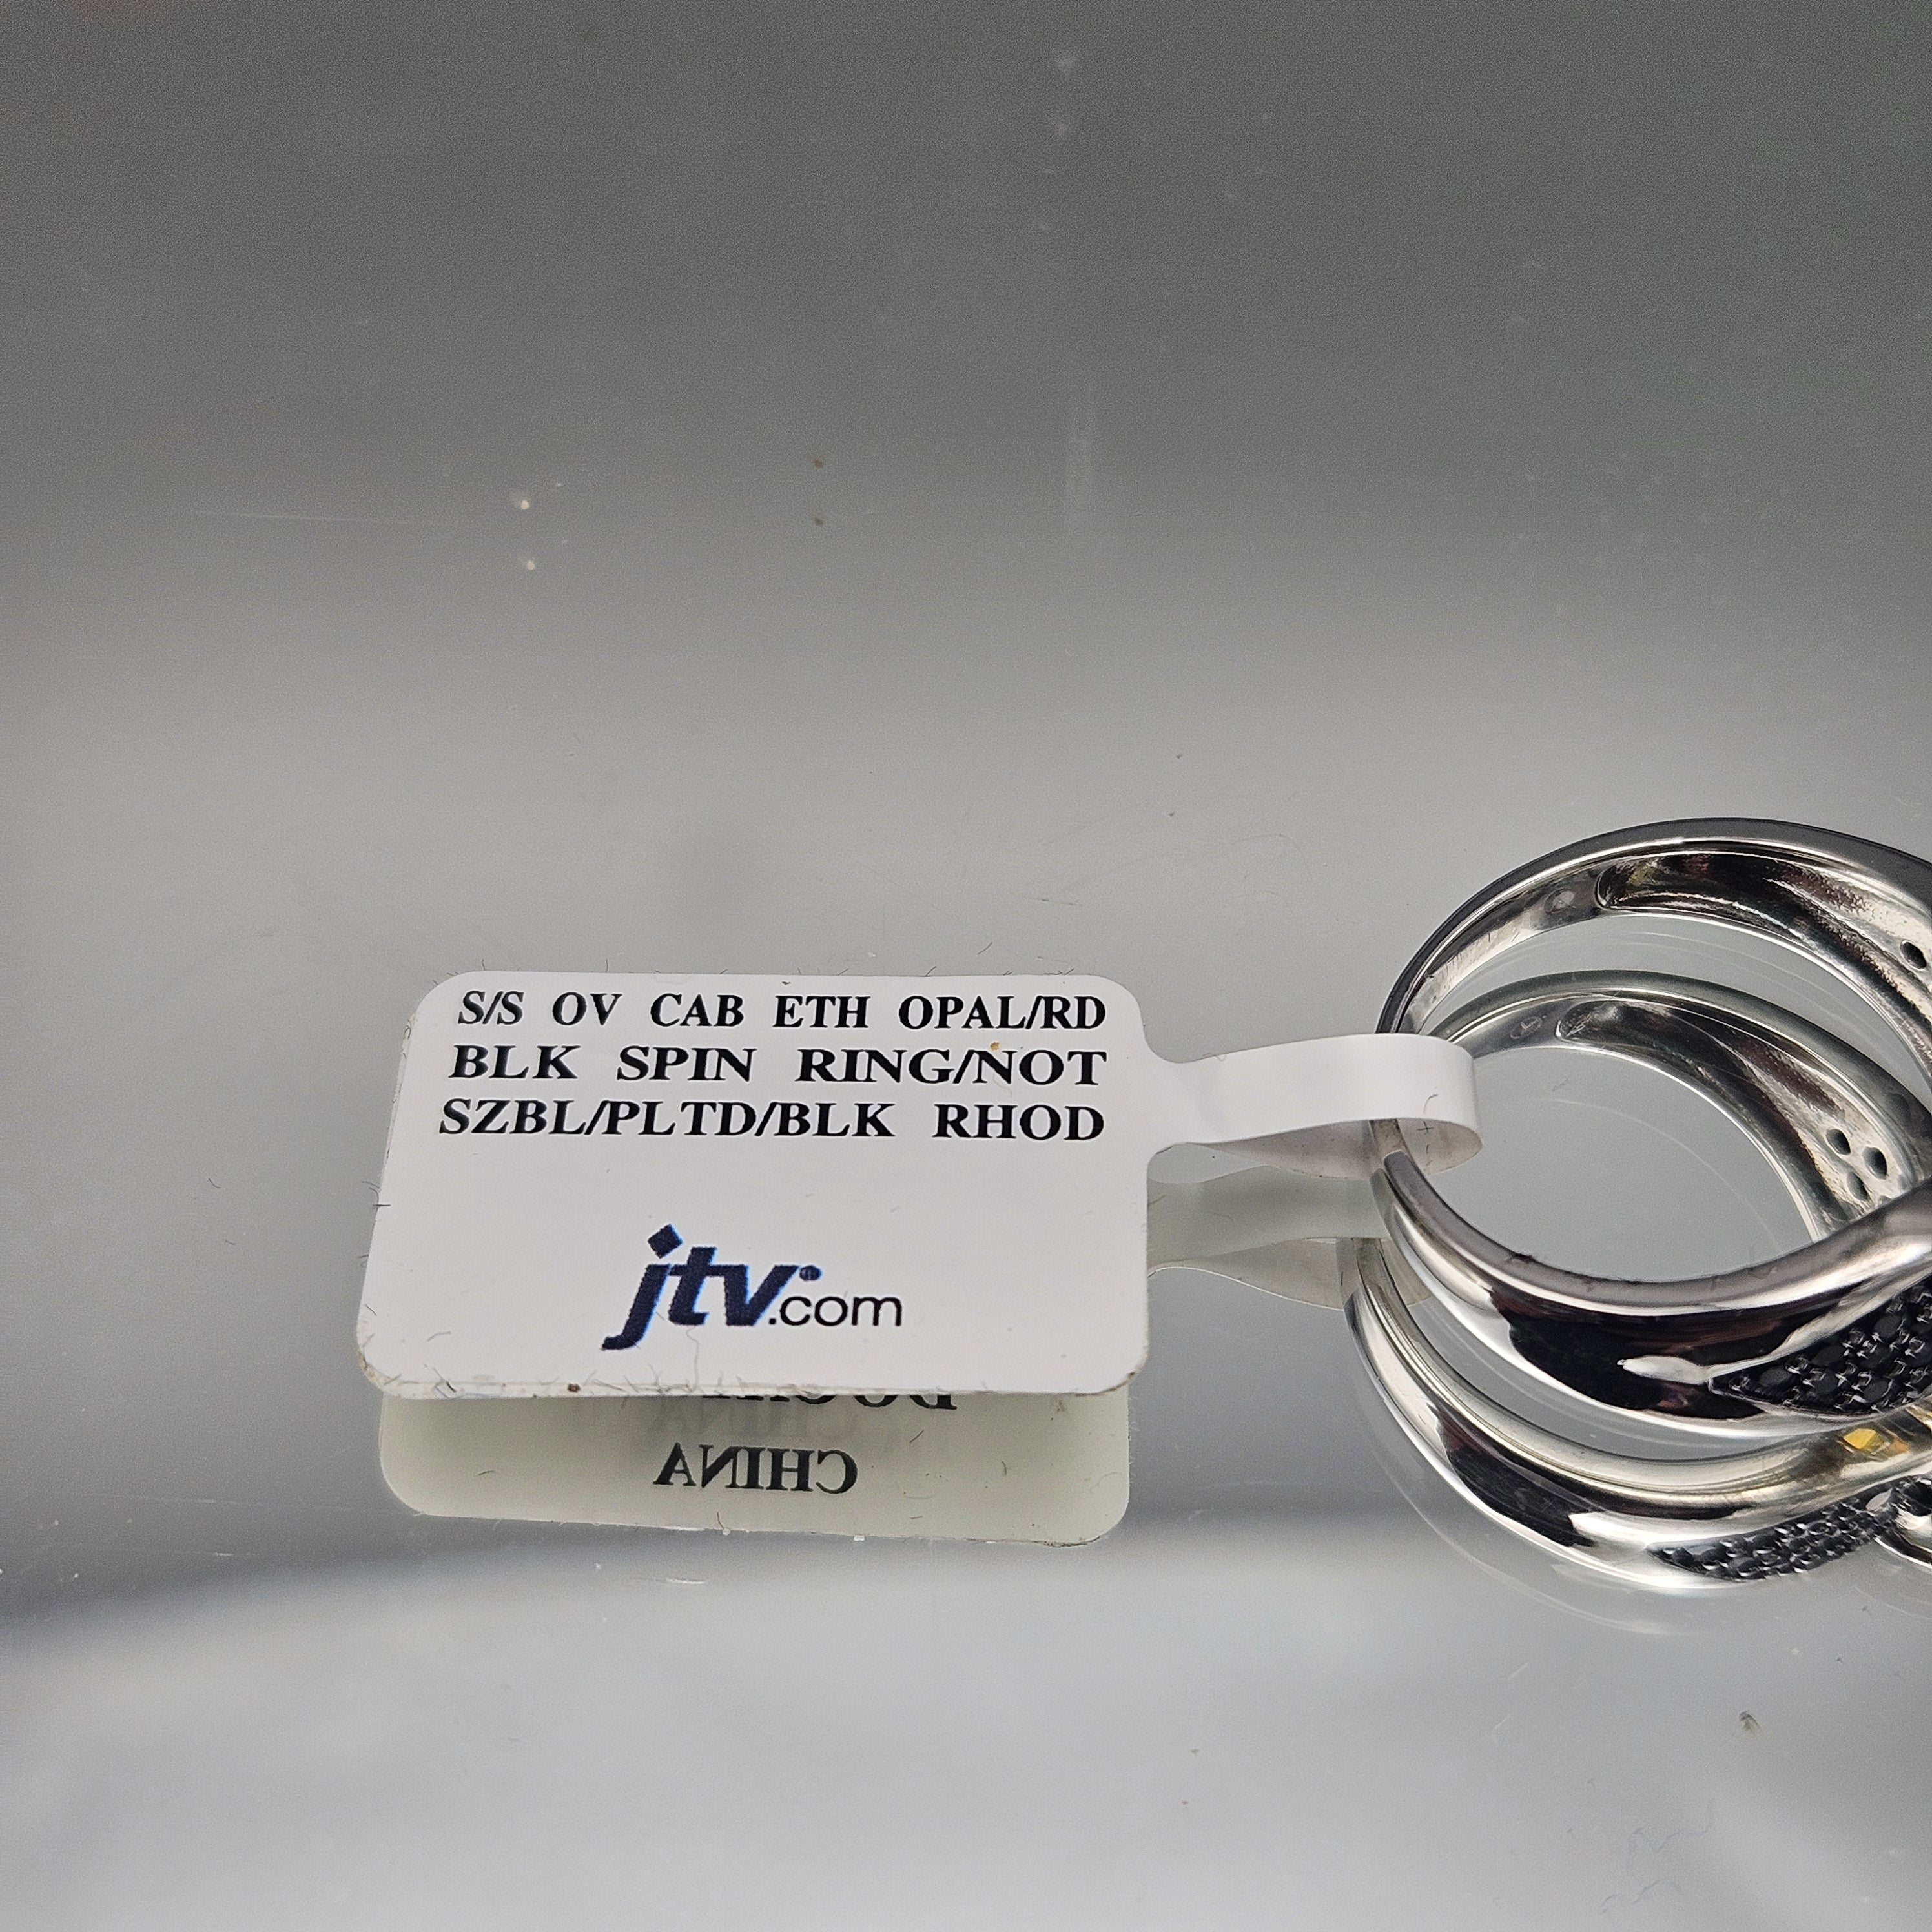 S/S OV CAB ETH OPAL/RD
BLK SPIN RING/NOT
SZBL/PLTD/BLK RHOD
jtv.com
CHINA